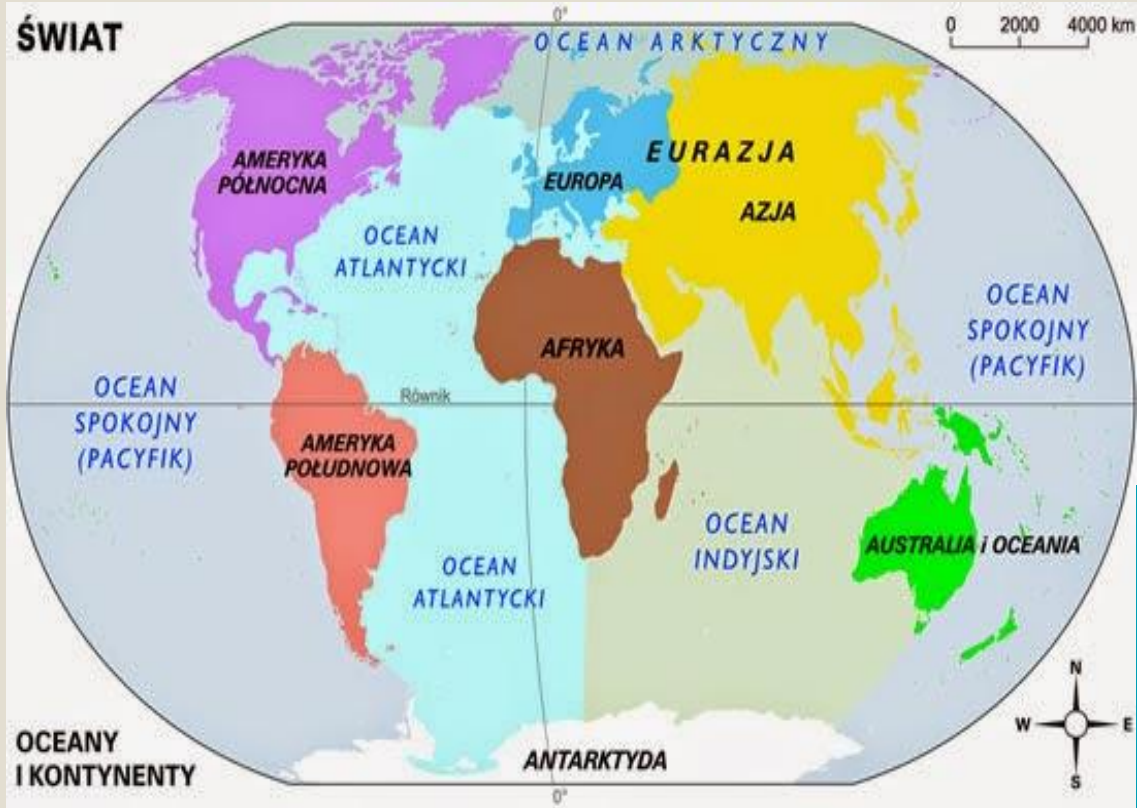 ŚWIAT
0°
0 2000 4000 km
OCEAN ARKTYCZNY
AMERYKA
PÓŁNOCNA
EURAZJA
EUROPA
AZJA
OCEAN
ATLANTYCKI
OCEAN
SPOKOJNY
(PACYFIK)
AFRYKA
OCEAN
SPOKOJNY
(PACYFIK)
Równik
AMERYKA
POŁUDNOWA
OCEAN
INDYJSKI
AUSTRALIA i OCEANIA
OCEAN
ATLANTYCKI
N
W E
S
OCEANY
I KONTYNENTY
ANTARKTYDA
0°